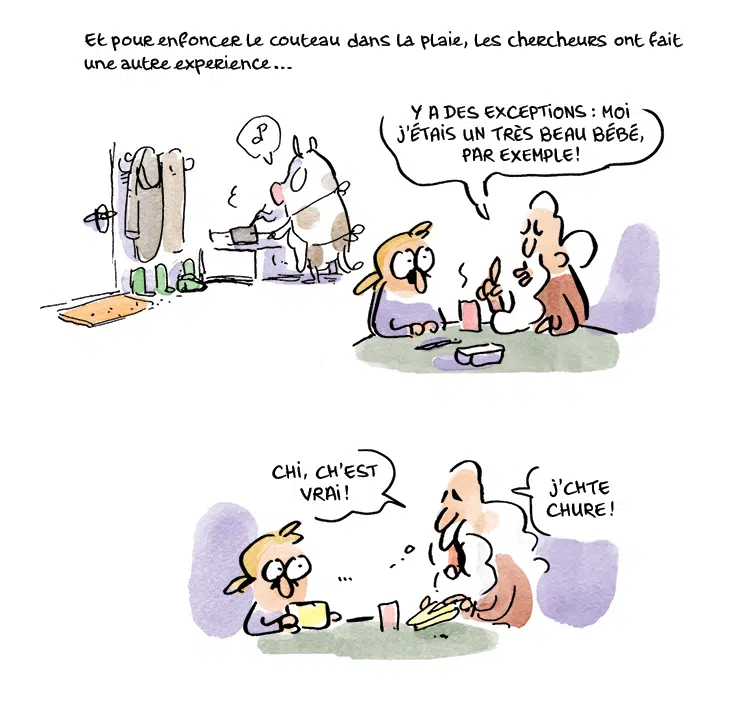 Et pour enfoncer le couteau dans la plaie, les chercheurs ont fait
une autre experience...
Y A DES EXCEPTIONS : MOI
J'ÉTAIS UN TRÈS BEAU BÉBÉ,
PAR EXEMPLE !
CHI, CH'EST
VRAI !
J'CHTE
CHURE !
...